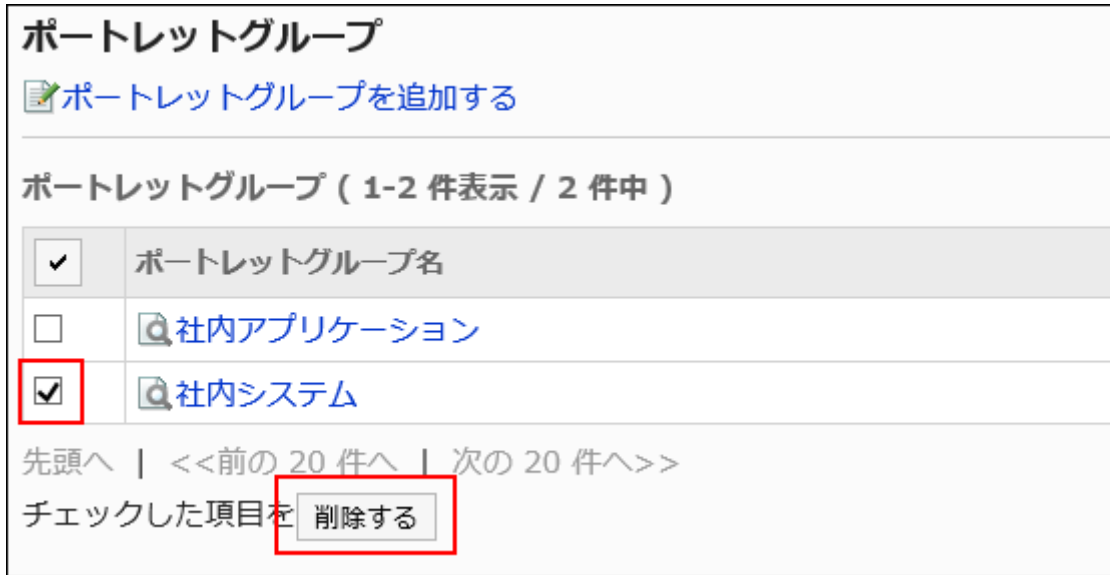 ポートレットグループ
ポートレットグループを追加する
ポートレットグループ ( 1-2 件表示 / 2 件中 )
ポートレットグループ名
社内アプリケーション
社内システム
先頭へ | <<前の 20 件へ | 次の 20 件へ>>
チェックした項目を 削除する